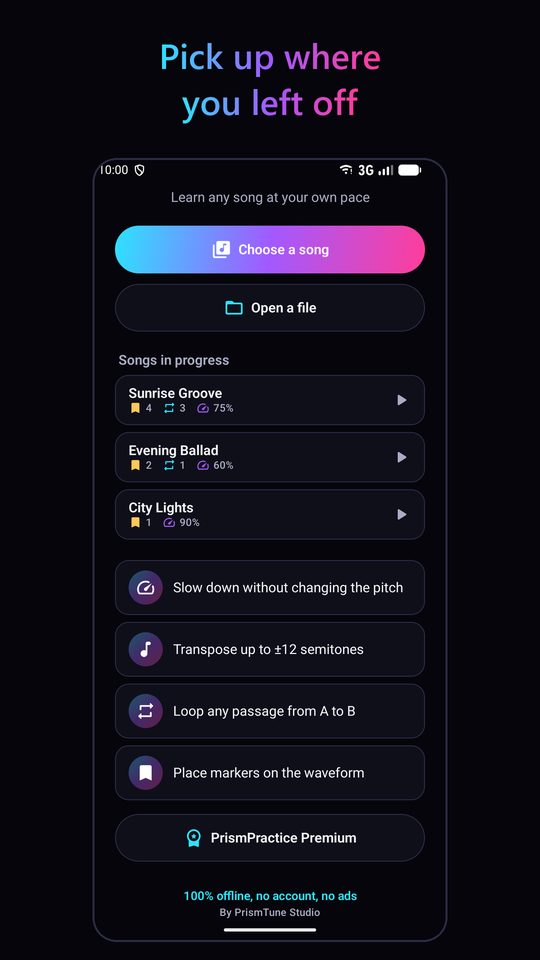 Pick up where
you left off
10:00
3G
Learn any song at your own pace
Choose a song
Open a file
Songs in progress
Sunrise Groove
4 3 75%
Evening Ballad
2 1 60%
City Lights
1 90%
Slow down without changing the pitch
Transpose up to ±12 semitones
Loop any passage from A to B
Place markers on the waveform
PrismPractice Premium
100% offline, no account, no ads
By PrismTune Studio